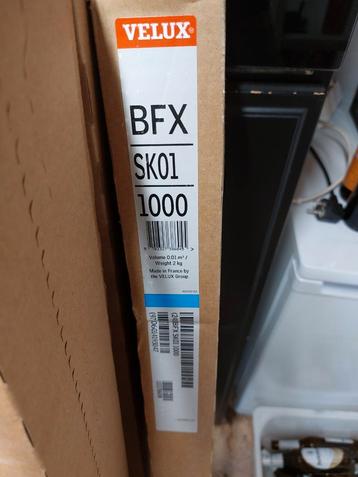 VELUX®
BFX
SK01
1000
Volume 0.01 m³ /
Weight 2 kg
Made in France by
the VELUX Group